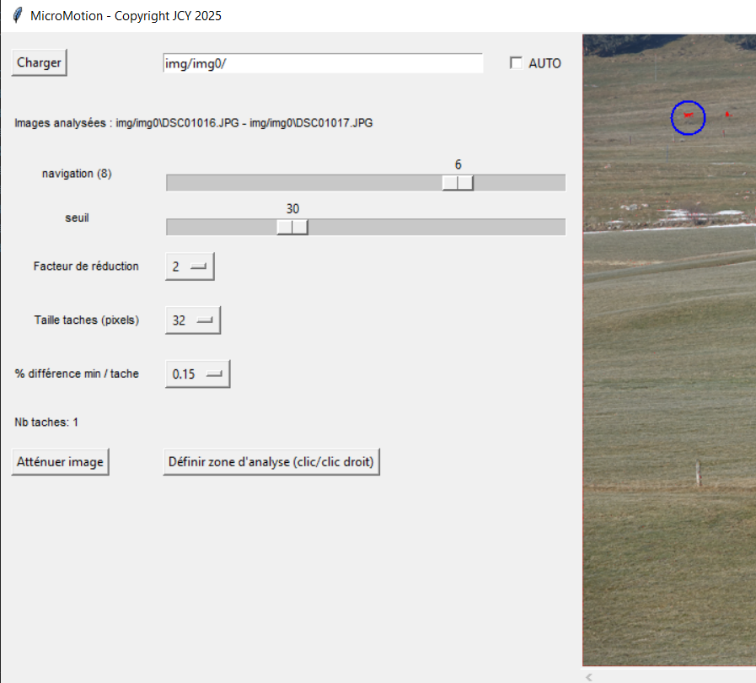 MicroMotion - Copyright JCY 2025
Charger
img/img0/
AUTO
Images analysées : img/img0\DSC01016.JPG - img/img0\DSC01017.JPG
navigation (8)
6
seuil
30
Facteur de réduction
2
Taille taches (pixels)
32
% différence min / tache
0.15
Nb taches: 1
Atténuer image
Définir zone d'analyse (clic/clic droit)